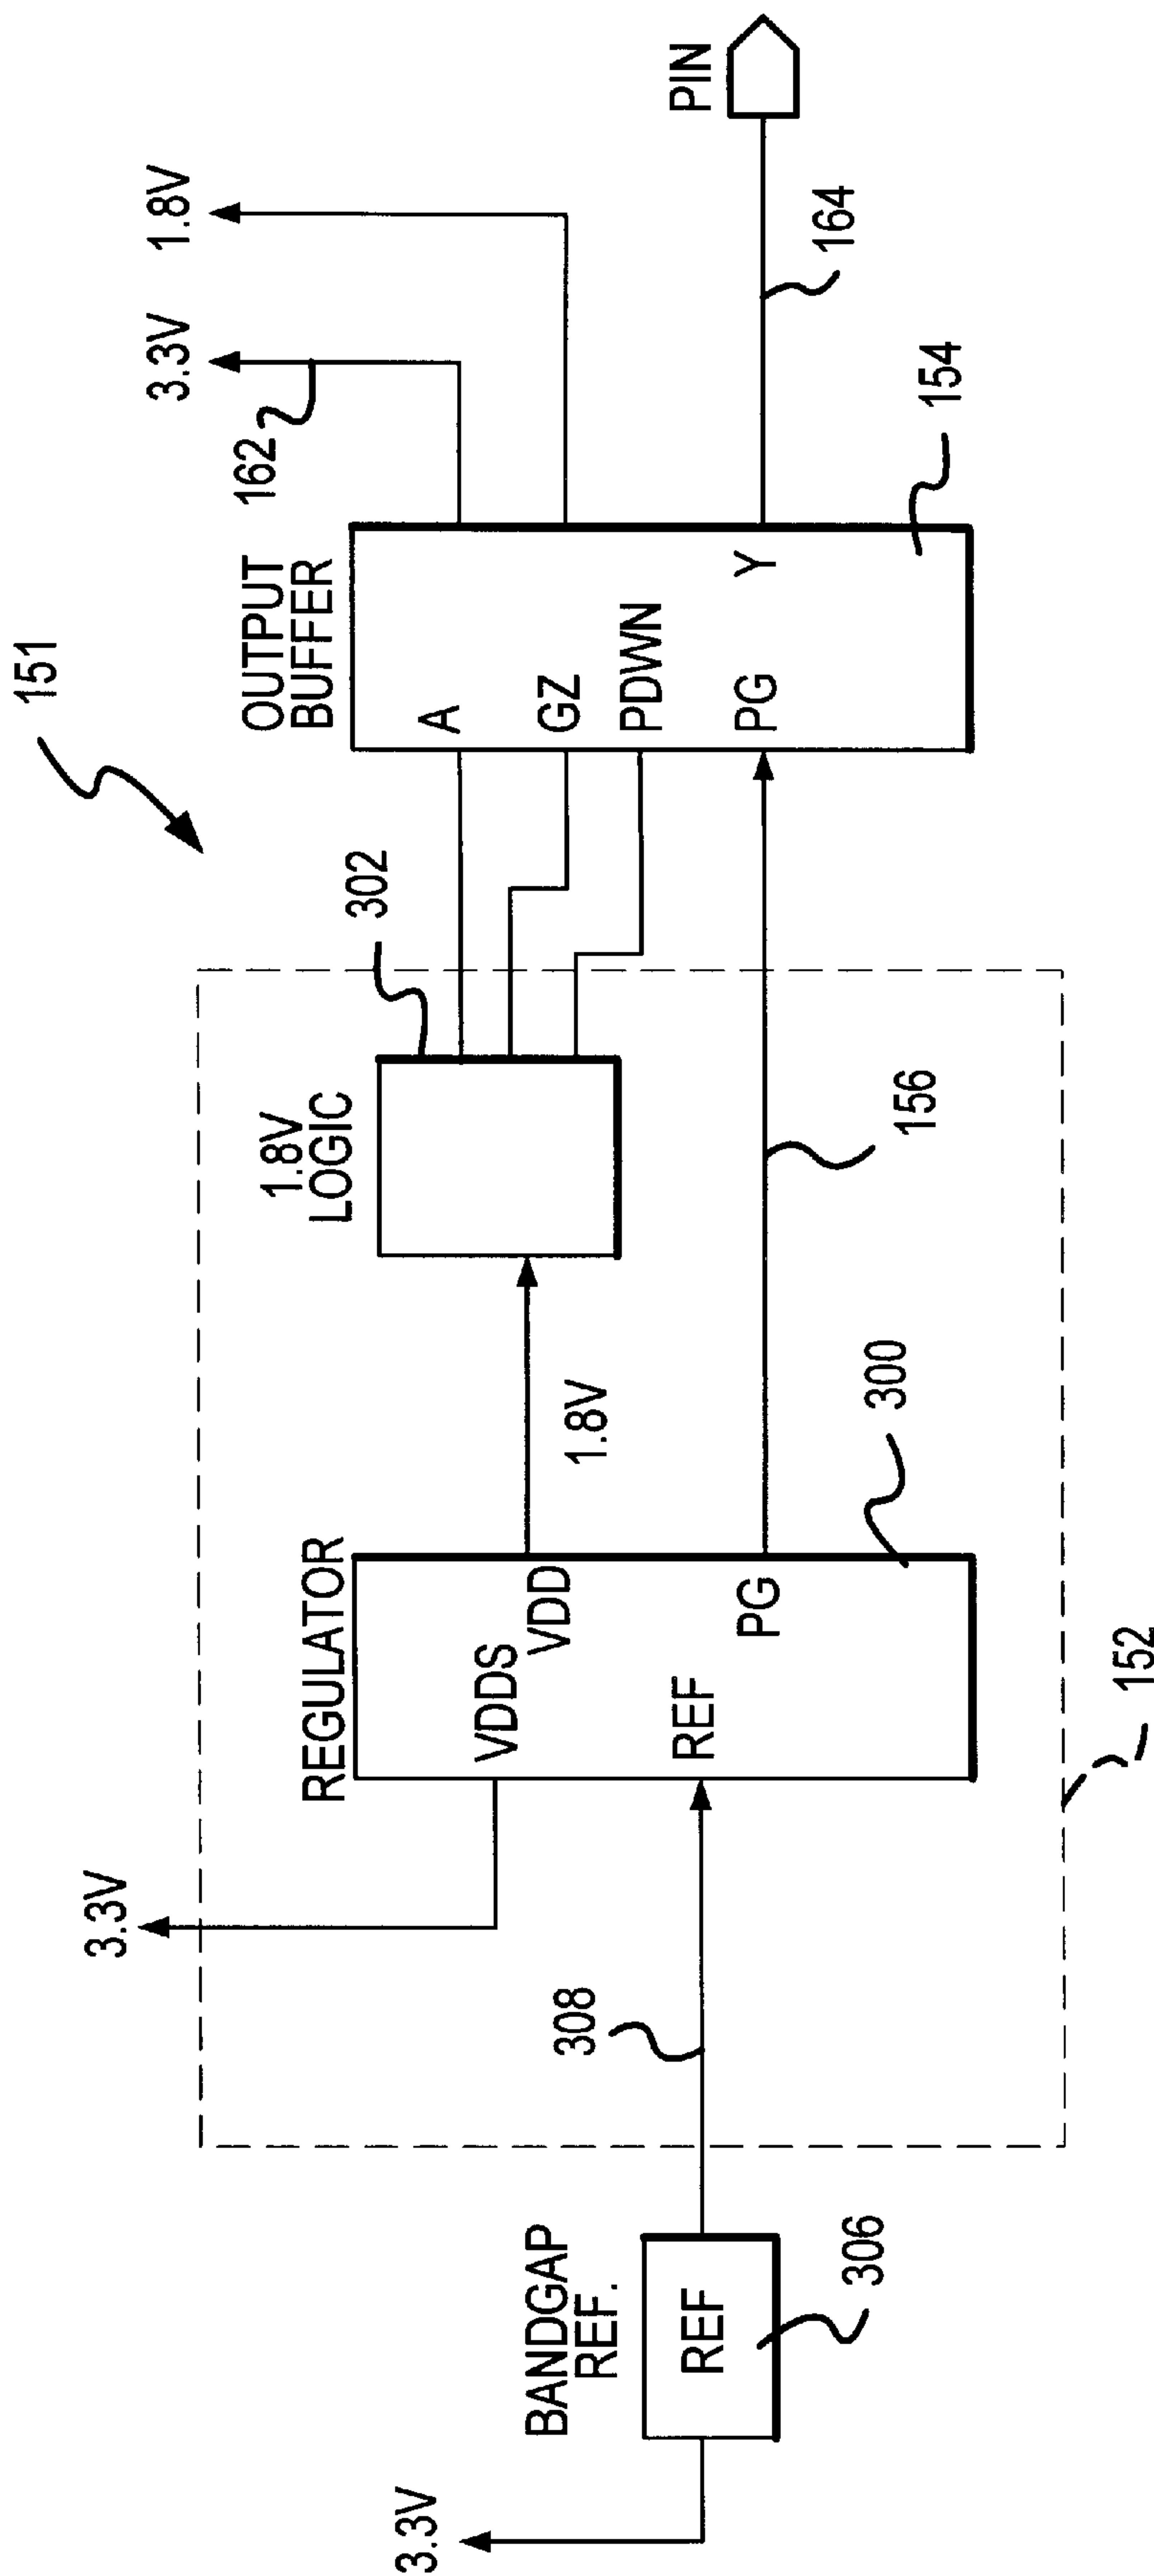 151
3.3V
1.8V
162
OUTPUT
BUFFER
A
GZ
PDWN
PG
Y
PIN
164
154
302
1.8V
LOGIC
156
1.8V
REGULATOR
VDDS
VDD
REF
PG
300
3.3V
308
152
BANDGAP
REF.
REF
306
3.3V